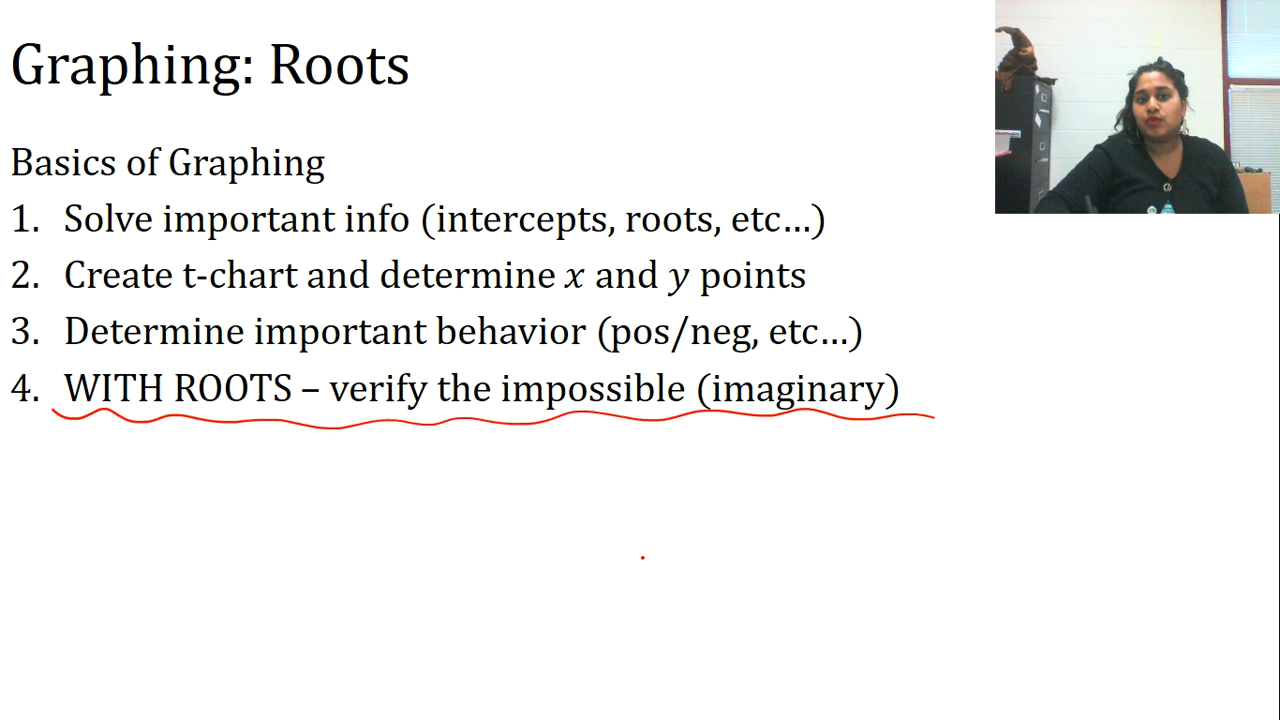 Graphing: Roots
Basics of Graphing
1. Solve important info (intercepts, roots, etc...)
2. Create t-chart and determine x and y points
3. Determine important behavior (pos/neg, etc...)
4. WITH ROOTS – verify the impossible (imaginary)